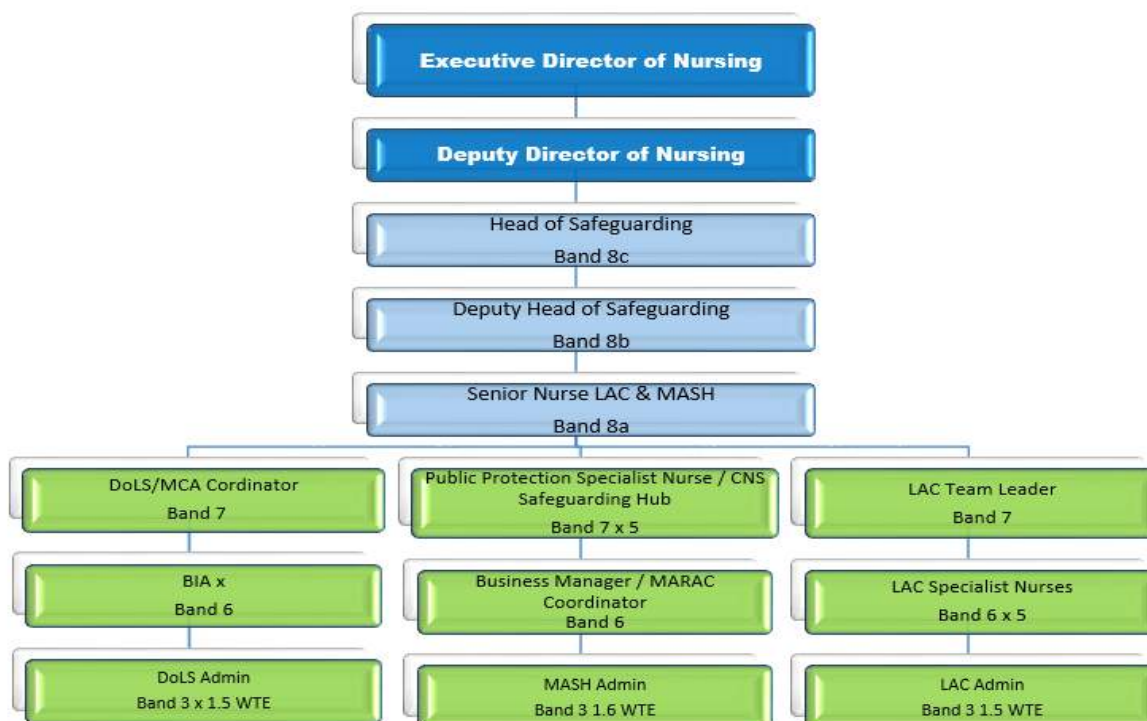 Executive Director of Nursing
Deputy Director of Nursing
Head of Safeguarding
Band 8c
Deputy Head of Safeguarding
Band 8b
Senior Nurse LAC & MASH
Band 8a
DoLS/MCA Cordinator
Band 7
Public Protection Specialist Nurse / CNS
Safeguarding Hub
Band 7 x 5
LAC Team Leader
Band 7
BIA x
Band 6
Business Manager / MARAC
Coordinator
Band 6
LAC Specialist Nurses
Band 6 x 5
DoLS Admin
Band 3 x 1.5 WTE
MASH Admin
Band 3 1.6 WTE
LAC Admin
Band 3 1.5 WTE